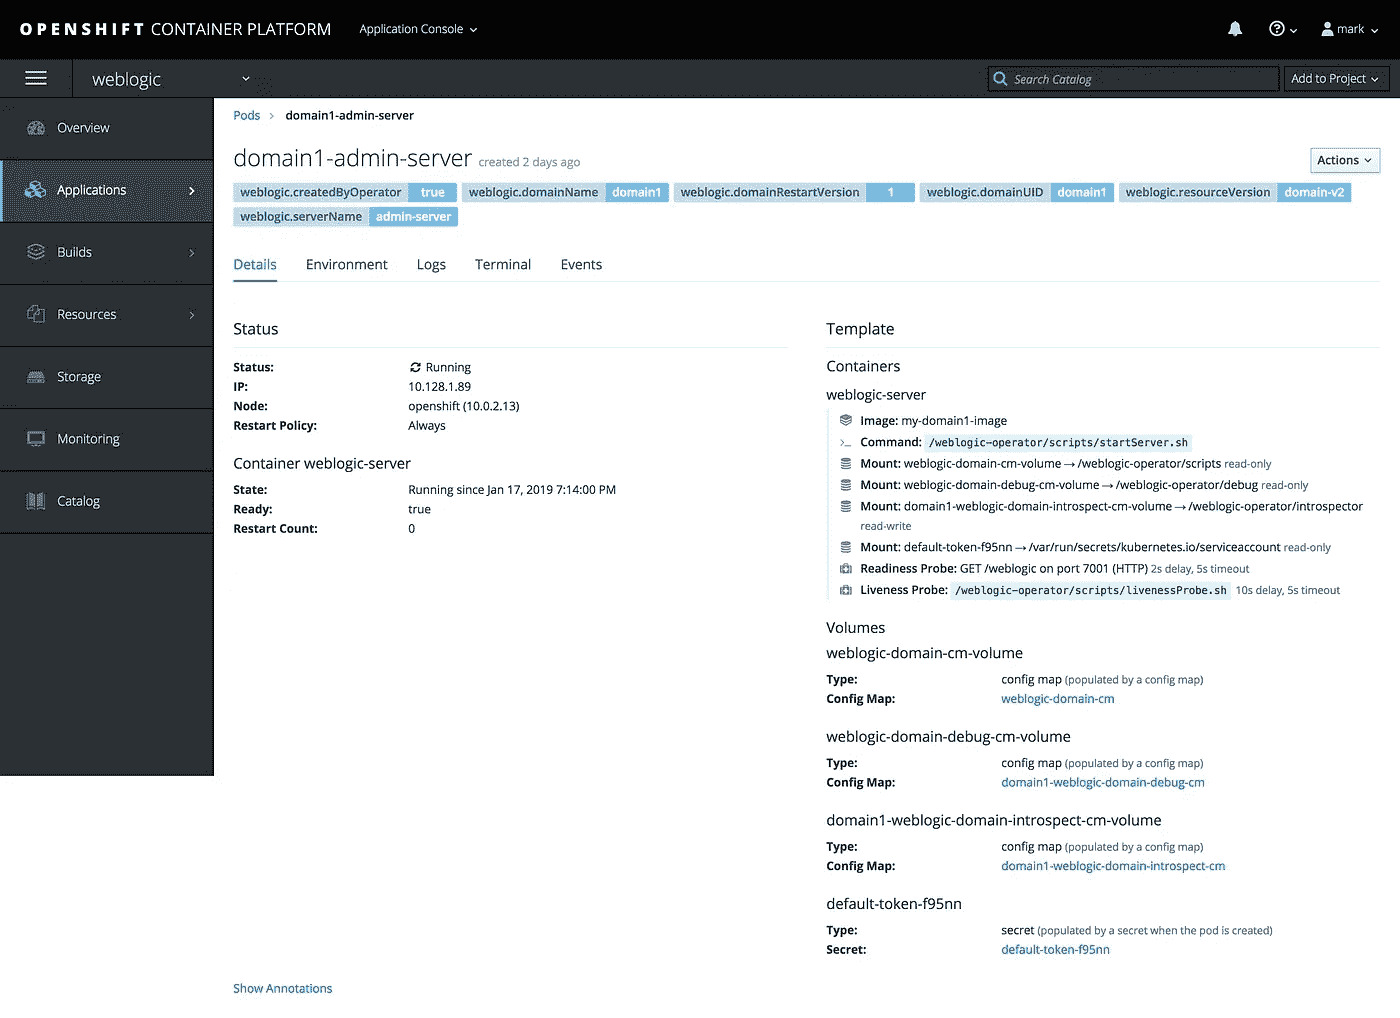 OPENSHIFT CONTAINER PLATFORM Application Console mark
weblogic Search Catalog Add to Project
Overview
Applications
Builds
Resources
Storage
Monitoring
Catalog
Pods > domain1-admin-server
domain1-admin-server created 2 days ago Actions
weblogic.createdByOperator true weblogic.domainName domain1 weblogic.domainRestartVersion 1 weblogic.domainUID domain1 weblogic.resourceVersion domain-v2
weblogic.serverName admin-server
Details Environment Logs Terminal Events
Status
Status: Running
IP: 10.128.1.89
Node: openshift (10.0.2.13)
Restart Policy: Always
Container weblogic-server
State: Running since Jan 17, 2019 7:14:00 PM
Ready: true
Restart Count: 0
Template
Containers
weblogic-server
Image: my-domain1-image
Command: /weblogic-operator/scripts/startServer.sh
Mount: weblogic-domain-cm-volume → /weblogic-operator/scripts read-only
Mount: weblogic-domain-debug-cm-volume → /weblogic-operator/debug read-only
Mount: domain1-weblogic-domain-introspect-cm-volume → /weblogic-operator/introspector
read-write
Mount: default-token-f95nn → /var/run/secrets/kubernetes.io/serviceaccount read-only
Readiness Probe: GET /weblogic on port 7001 (HTTP) 2s delay, 5s timeout
Liveness Probe: /weblogic-operator/scripts/livenessProbe.sh 10s delay, 5s timeout
Volumes
weblogic-domain-cm-volume
Type: config map (populated by a config map)
Config Map: weblogic-domain-cm
weblogic-domain-debug-cm-volume
Type: config map (populated by a config map)
Config Map: domain1-weblogic-domain-debug-cm
domain1-weblogic-domain-introspect-cm-volume
Type: config map (populated by a config map)
Config Map: domain1-weblogic-domain-introspect-cm
default-token-f95nn
Type: secret (populated by a secret when the pod is created)
Secret: default-token-f95nn
Show Annotations